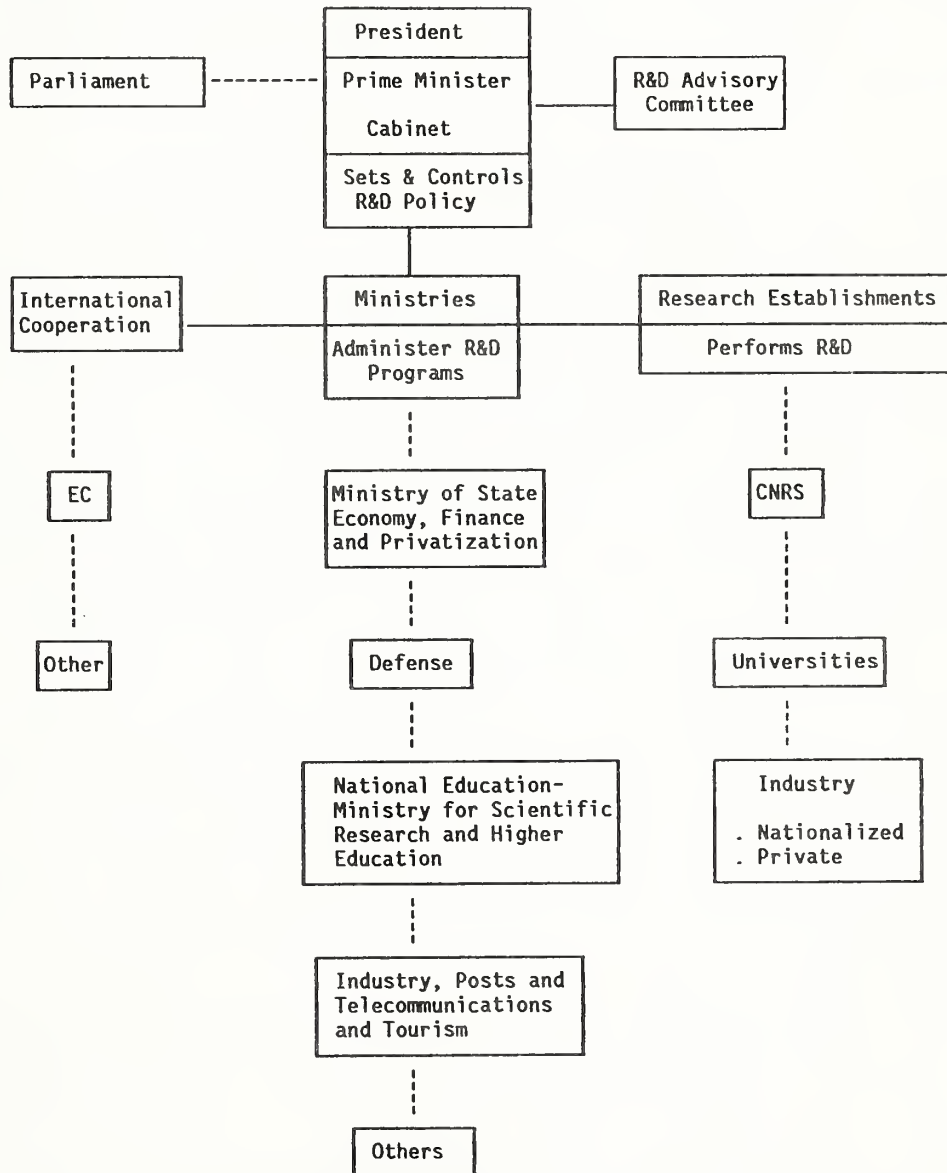 President
Parliament
Prime Minister
Cabinet
R&D Advisory
Committee
Sets & Controls
R&D Policy
International
Cooperation
Ministries
Administer R&D
Programs
Research Establishments
Performs R&D
EC
Ministry of State
Economy, Finance
and Privatization
CNRS
Other
Defense
Universities
National Education-
Ministry for Scientific
Research and Higher
Education
Industry
. Nationalized
. Private
Industry, Posts and
Telecommunications
and Tourism
Others